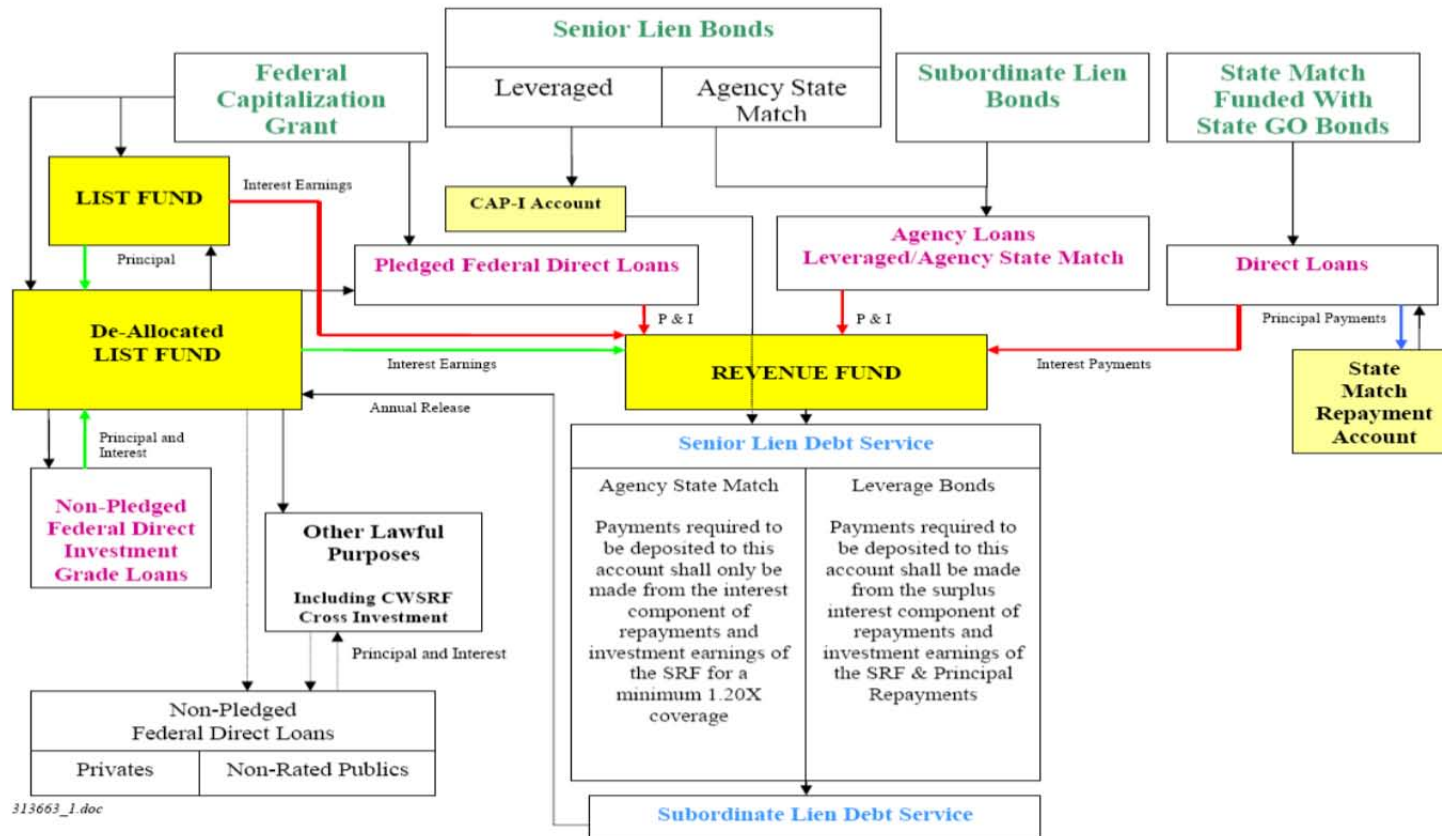 Senior Lien Bonds
Leveraged
Agency State
Match
Federal
Capitalization
Grant
Subordinate Lien
Bonds
State Match
Funded With
State GO Bonds
LIST FUND
Interest Earnings
CAP-I Account
Principal
Pledged Federal Direct Loans
Agency Loans
Leveraged/Agency State Match
Direct Loans
P & I
P & I
Principal Payments
De-Allocated
LIST FUND
Interest Earnings
REVENUE FUND
Interest Payments
State
Match
Repayment
Account
Annual Release
Principal and
Interest
Non-Pledged
Federal Direct
Investment
Grade Loans
Other Lawful
Purposes
Including CWSRF
Cross Investment
Principal and Interest
Senior Lien Debt Service
Agency State Match
Payments required to
be deposited to this
account shall only be
made from the interest
component of
repayments and
investment earnings of
the SRF for a
minimum 1.20X
coverage
Leverage Bonds
Payments required to
be deposited to this
account shall be made
from the surplus
interest component of
repayments and
investment earnings of
the SRF & Principal
Repayments
Non-Pledged
Federal Direct Loans
Privates
Non-Rated Publics
Subordinate Lien Debt Service
313663_1.doc